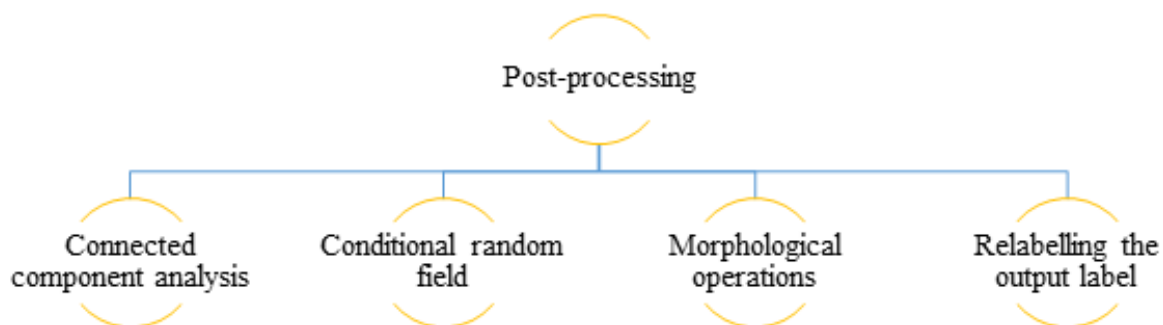 Post-processing
Connected
component analysis
Conditional random
field
Morphological
operations
Relabelling the
output label